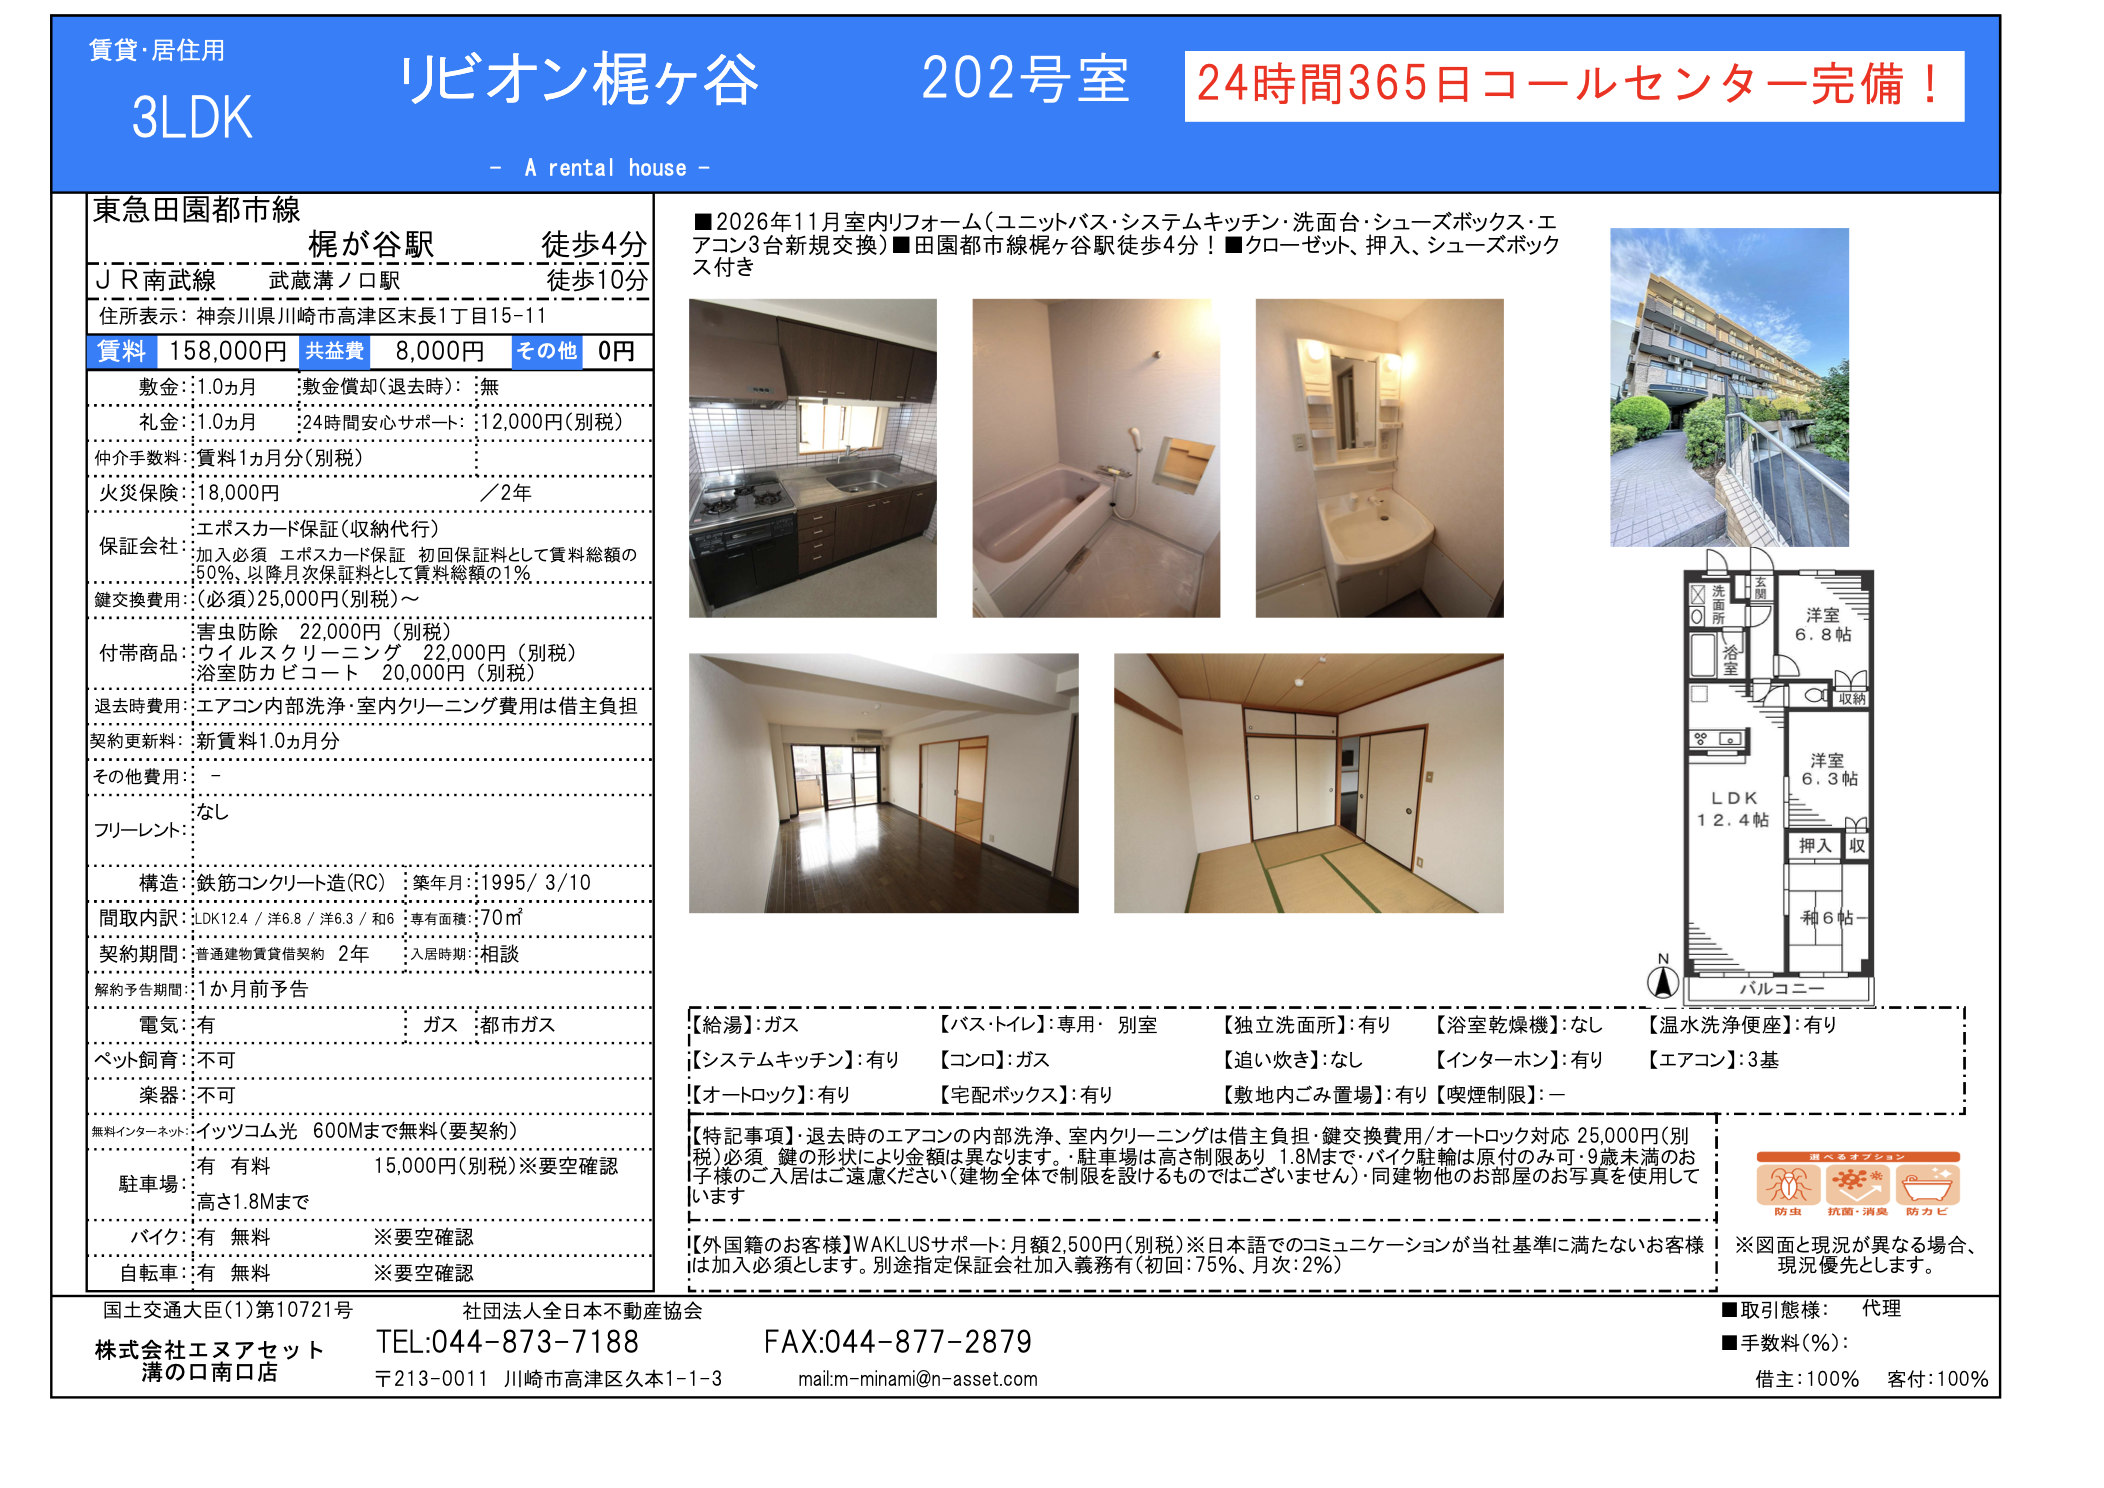 賃貸・居住用
3LDK
リビオン梶ヶ谷 202号室
24時間365日コールセンター完備！
- A rental house -
東急田園都市線
梶が谷駅 徒歩4分
ＪＲ南武線 武蔵溝ノ口駅 徒歩10分
住所表示：神奈川県川崎市高津区末長1丁目15-11
賃料 158,000円 共益費 8,000円 その他 0円
敷金：1.0ヵ月 敷金償却(退去時)：無
礼金：1.0ヵ月 24時間安心サポート：12,000円(別税)
仲介手数料：賃料1ヵ月分(別税)
火災保険：18,000円 ／2年
保証会社：エポスカード保証(収納代行)
加入必須 エポスカード保証 初回保証料として賃料総額の
50%、以降月次保証料として賃料総額の1%
鍵交換費用：(必須)25,000円(別税)～
付帯商品：害虫防除 22,000円（別税）
ウイルスクリーニング 22,000円（別税）
浴室防カビコート 20,000円（別税）
退去時費用：エアコン内部洗浄・室内クリーニング費用は借主負担
契約更新料：新賃料1.0ヵ月分
その他費用：-
フリーレント：なし
構造：鉄筋コンクリート造(RC) 築年月：1995/ 3/10
間取内訳：LDK12.4 / 洋6.8 / 洋6.3 / 和6 専有面積：70㎡
契約期間：普通建物賃貸借契約 2年 入居時期：相談
解約予告期間：1か月前予告
電気：有 ガス 都市ガス
ペット飼育：不可
楽器：不可
無料インターネット：イッツコム光 600Mまで無料(要契約)
駐車場：有 有料 15,000円(別税)※要空確認
高さ1.8Mまで
バイク：有 無料 ※要空確認
自転車：有 無料 ※要空確認
■2026年11月室内リフォーム(ユニットバス・システムキッチン・洗面台・シューズボックス・エ
アコン3台新規交換)■田園都市線梶ヶ谷駅徒歩4分！■クローゼット、押入、シューズボック
ス付き
洗面所
玄関
洋室
6.8帖
浴室
収納
洋室
6.3帖
LDK
12.4帖
押入
収
和6帖
バルコニー
N
【給湯】：ガス 【バス・トイレ】：専用・ 別室 【独立洗面所】：有り 【浴室乾燥機】：なし 【温水洗浄便座】：有り
【システムキッチン】：有り 【コンロ】：ガス 【追い炊き】：なし 【インターホン】：有り 【エアコン】：3基
【オートロック】：有り 【宅配ボックス】：有り 【敷地内ごみ置場】：有り 【喫煙制限】：－
【特記事項】・退去時のエアコンの内部洗浄、室内クリーニングは借主負担・鍵交換費用/オートロック対応 25,000円(別
税)必須 鍵の形状により金額は異なります。・駐車場は高さ制限あり 1.8Mまで・バイク駐輪は原付のみ可・9歳未満のお
子様のご入居はご遠慮ください(建物全体で制限を設けるものではございません)・同建物他のお部屋のお写真を使用して
います
【外国籍のお客様】WAKLUSサポート：月額2,500円(別税)※日本語でのコミュニケーションが当社基準に満たないお客様
は加入必須とします。別途指定保証会社加入義務有(初回：75%、月次：2%)
選べるオプション
防虫 抗菌・消臭 防カビ
※図面と現況が異なる場合、
現況優先とします。
国土交通大臣(1)第10721号 社団法人全日本不動産協会
株式会社エヌアセット
溝の口南口店
TEL:044-873-7188 FAX:044-877-2879
〒213-0011 川崎市高津区久本1-1-3 mail:m-minami@n-asset.com
■取引態様： 代理
■手数料(%)：
借主：100% 客付：100%